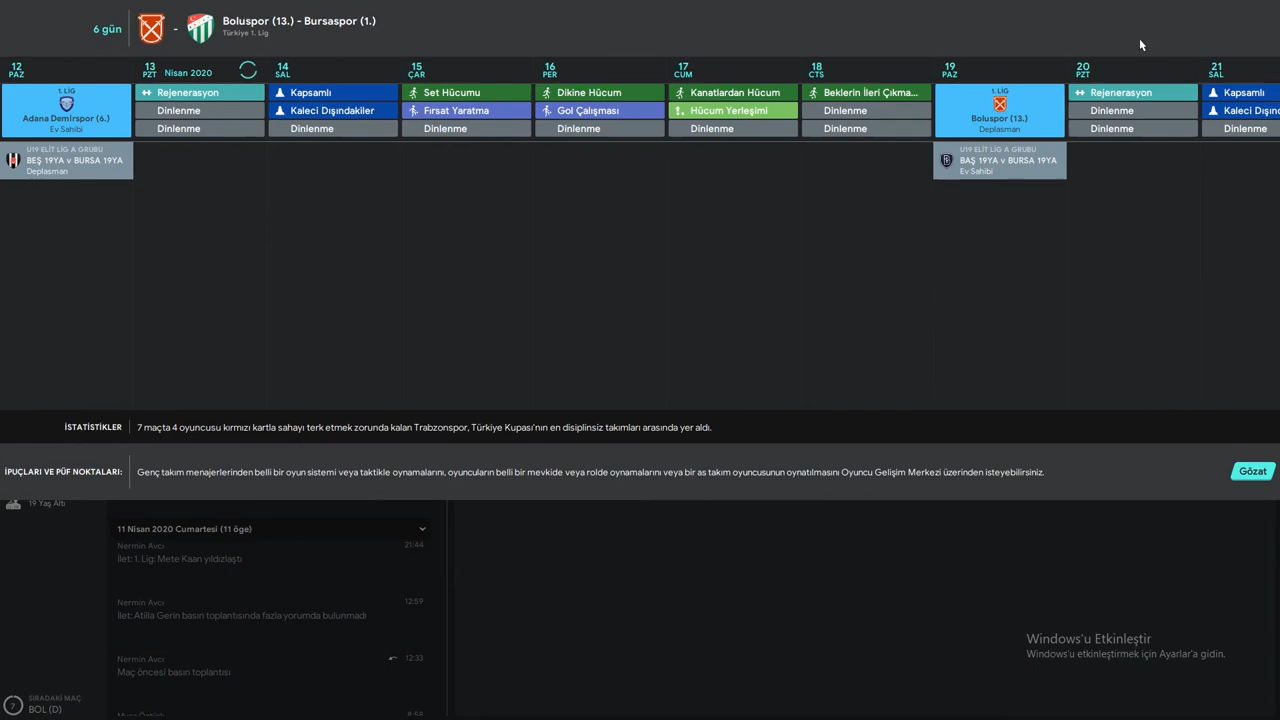 6 gün
-
Boluspor (13.) - Bursaspor (1.)
Türkiye 1. Lig
12
PAZ
13
PZT Nisan 2020
14
SAL
15
ÇAR
16
PER
17
CUM
18
CTS
19
PAZ
20
PZT
21
SAL
1. LİG
Adana Demirspor (6.)
Ev Sahibi
Rejenerasyon
Dinlenme
Dinlenme
Kapsamlı
Kaleci Dışındakiler
Dinlenme
Set Hücumu
Fırsat Yaratma
Dinlenme
Dikine Hücum
Gol Çalışması
Dinlenme
Kanatlardan Hücum
Hücum Yerleşimi
Dinlenme
Beklerin İleri Çıkma...
Dinlenme
Dinlenme
1. LİG
Boluspor (13.)
Deplasman
Rejenerasyon
Dinlenme
Dinlenme
Kapsamlı
Kaleci Dışınd
Dinlenme
U19 ELİT LİG A GRUBU
BEŞ 19YA v BURSA 19YA
Deplasman
U19 ELİT LİG A GRUBU
BAŞ 19YA v BURSA 19YA
Ev Sahibi
İSTATİSTİKLER
7 maçta 4 oyuncusu kırmızı kartla sahayı terk etmek zorunda kalan Trabzonspor, Türkiye Kupası'nın en disiplinsiz takımları arasında yer aldı.
İPUÇLARI VE PÜF NOKTALARI:
Genç takım menajerlerinden belli bir oyun sistemi veya taktikle oynamalarını, oyuncuların belli bir mevkide veya rolde oynamalarını veya bir as takım oyuncusunun oynatılmasını Oyuncu Gelişim Merkezi üzerinden isteyebilirsiniz.
Gözat
19 Yaş Altı
11 Nisan 2020 Cumartesi (11 öge)
Nermin Avcı 21:44
İlet: 1. Lig: Mete Kaan yıldızlaştı
Nermin Avcı 12:59
İlet: Atilla Gerin basın toplantısında fazla yorumda bulunmadı
Nermin Avcı 12:33
Maç öncesi basın toplantısı
Windows'u Etkinleştir
Windows'u etkinleştirmek için Ayarlar'a gidin.
7
SIRADAKİ MAÇ
BOL (D)